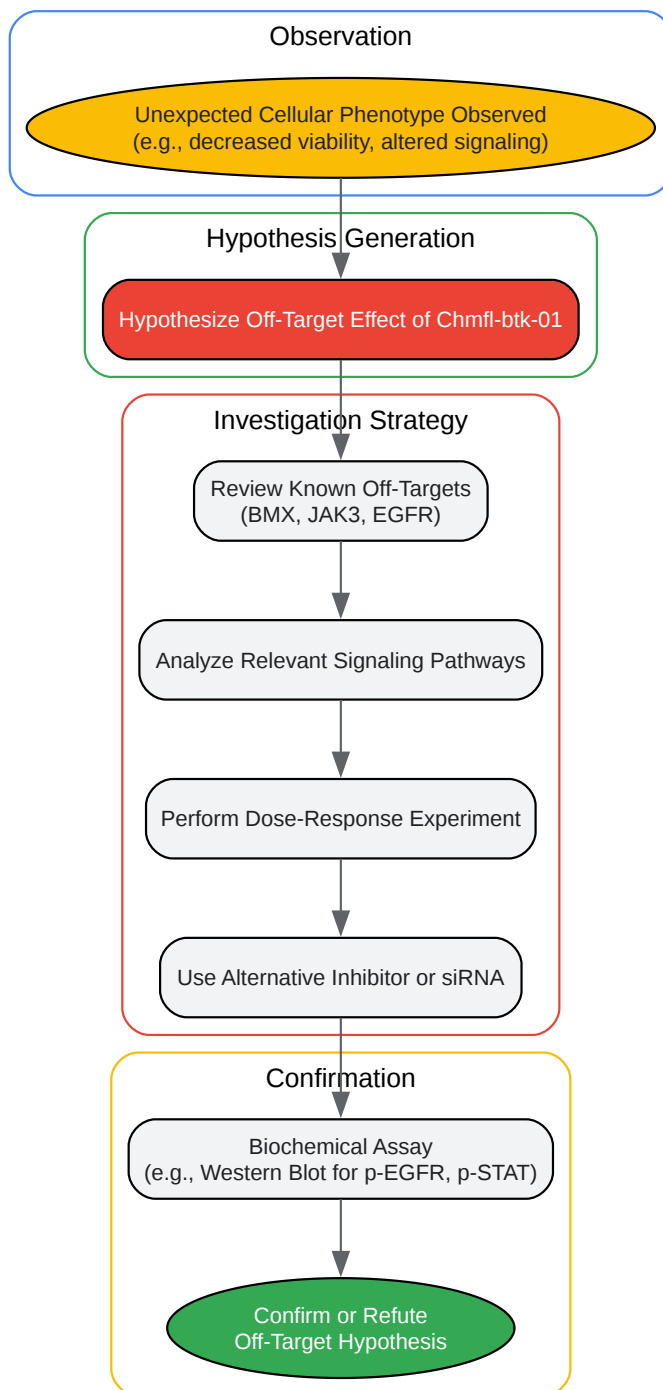 Observation
Unexpected Cellular Phenotype Observed
(e.g., decreased viability, altered signaling)
Hypothesis Generation
Hypothesize Off-Target Effect of Chmfl-btk-01
Investigation Strategy
Review Known Off-Targets
(BMX, JAK3, EGFR)
Analyze Relevant Signaling Pathways
Perform Dose-Response Experiment
Use Alternative Inhibitor or siRNA
Confirmation
Biochemical Assay
(e.g., Western Blot for p-EGFR, p-STAT)
Confirm or Refute
Off-Target Hypothesis